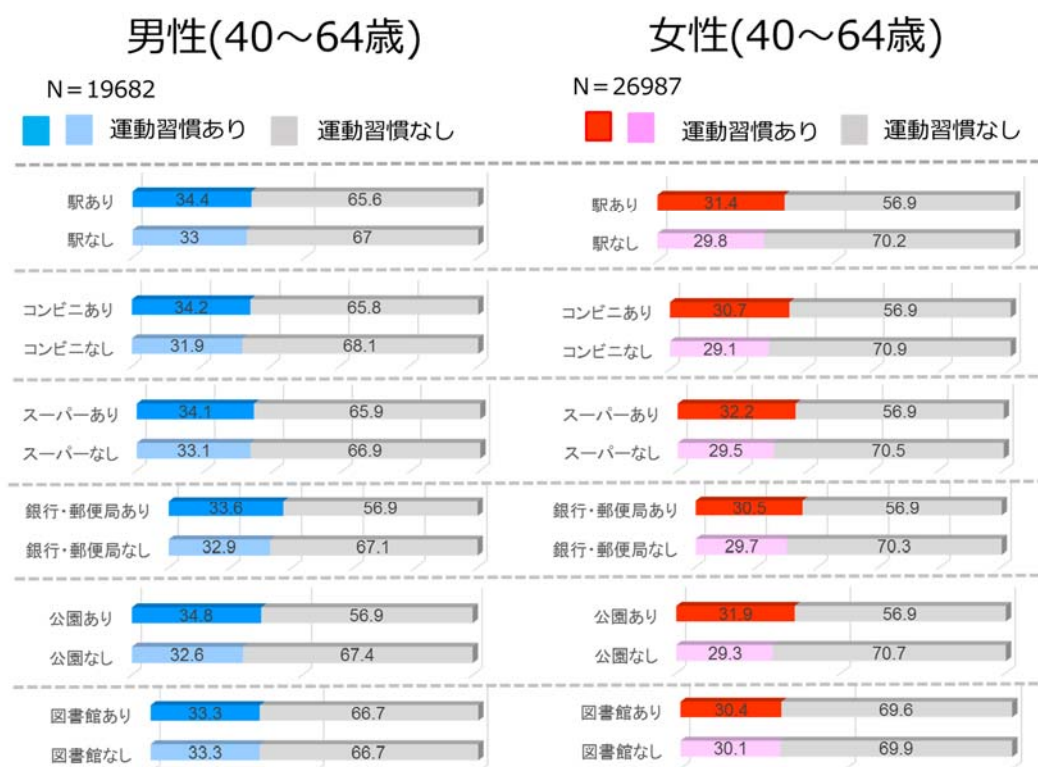 男性(40～64歳)
N＝19682
運動習慣あり 運動習慣なし
駅あり 34.4 65.6
駅なし 33 67
コンビニあり 34.2 65.8
コンビニなし 31.9 68.1
スーパーあり 34.1 65.9
スーパーなし 33.1 66.9
銀行・郵便局あり 33.6 56.9
銀行・郵便局なし 32.9 67.1
公園あり 34.8 56.9
公園なし 32.6 67.4
図書館あり 33.3 66.7
図書館なし 33.3 66.7
女性(40～64歳)
N＝26987
運動習慣あり 運動習慣なし
駅あり 31.4 56.9
駅なし 29.8 70.2
コンビニあり 30.7 56.9
コンビニなし 29.1 70.9
スーパーあり 32.2 56.9
スーパーなし 29.5 70.5
銀行・郵便局あり 30.5 56.9
銀行・郵便局なし 29.7 70.3
公園あり 31.9 56.9
公園なし 29.3 70.7
図書館あり 30.4 69.6
図書館なし 30.1 69.9